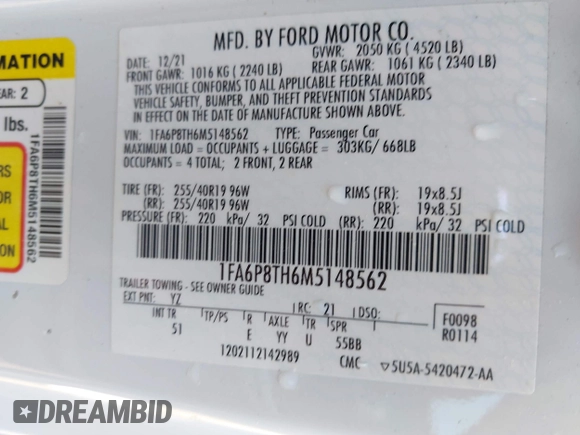 MFD. BY FORD MOTOR CO.
12/21
GVWR: 2050 KG ( 4520 LB)
FRONT GAWR: 1016 KG ( 2240 LB)
REAR GAWR: 1061 KG ( 2340 LB)
THIS VEHICLE CONFORMS TO ALL APPLICABLE FEDERAL MOTOR
VEHICLE SAFETY, BUMPER, AND THEFT PREVENTION STANDARDS
IN EFFECT ON THE DATE OF MANUFACTURE SHOWN ABOVE.
VIN: 1FA6P8TH6M5148562 TYPE: Passenger Car
MAXIMUM LOAD = OCCUPANTS + LUGGAGE = 303KG/ 668LB
OCCUPANTS = 4 TOTAL; 2 FRONT, 2 REAR
TIRE (FR): 255/40R19 96W RIMS (FR): 19x8.5J
(RR): 255/40R19 96W (RR): 19x8.5J
PRESSURE (FR): 220 kPa/ 32 PSI COLD (RR): 220 kPa/ 32 PSI COLD
1FA6P8TH6M5148562
TRAILER TOWING - SEE OWNER GUIDE
EXT PNT: YZ RC: 21 DSO:
INT TR TP/PS R AXLE TR SPR
51 E YY U 55BB
F0098
R0114
1202112142989 CMC ▽5U5A-5420472-AA
MATION
EAR: 2
lbs.
RS
OR
AL
ION
1FA6P8TH6M5148562
DREAMBID